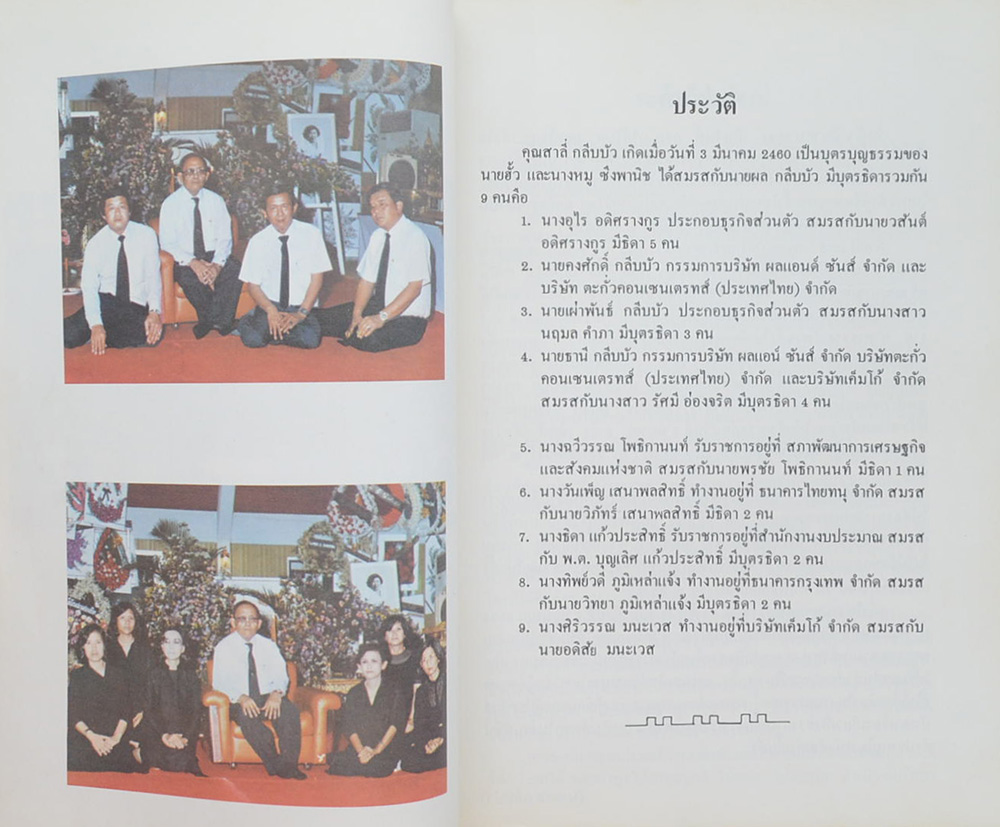 ประวัติ
คุณสาลี่ กลีบบัว เกิดเมื่อวันที่ 3 มีนาคม 2460 เป็นบุตรบุญธรรมของ
นายฮั้ว และนางหมู ซึงพานิช ได้สมรสกับนายผล กลีบบัว มีบุตรธิดารวมกัน
9 คนคือ
1. นางอุไร อดิศรางกูร ประกอบธุรกิจส่วนตัว สมรสกับนายวสันต์
อดิศรางกูร มีธิดา 5 คน
2. นายคงศักดิ์ กลีบบัว กรรมการบริษัท ผลแอนด์ ซันส์ จำกัด และ
บริษัท ตะกั่วคอนเซนเตรทส์ (ประเทศไทย) จำกัด
3. นายเผ่าพันธ์ กลีบบัว ประกอบธุรกิจส่วนตัว สมรสกับนางสาว
นฤมล คำภา มีบุตรธิดา 3 คน
4. นายธานี กลีบบัว กรรมการบริษัท ผลแอน์ ซันส์ จำกัด บริษัทตะกั่ว
คอนเซนเตรทส์ (ประเทศไทย) จำกัด และบริษัทเค็มโก้ จำกัด
สมรสกับนางสาว รัศมี อ่องจริต มีบุตรธิดา 4 คน
5. นางฉวีวรรณ โพธิกานนท์ รับราชการอยู่ที่ สภาพัฒนาการเศรษฐกิจ
และสังคมแห่งชาติ สมรสกับนายพรชัย โพธิกานนท์ มีธิดา 1 คน
6. นางวันเพ็ญ เสนาพลสิทธิ์ ทำงานอยู่ที่ ธนาคารไทยทนุ จำกัด สมรส
กับนายวิภัทร์ เสนาพลสิทธิ์ มีธิดา 2 คน
7. นางธิดา แก้วประสิทธิ์ รับราชการอยู่ที่สำนักงานงบประมาณ สมรส
กับ พ.ต. บุญเลิศ แก้วประสิทธิ์ มีบุตรธิดา 2 คน
8. นางทิพย์วดี ภูมิเหล่าแจ้ง ทำงานอยู่ที่ธนาคารกรุงเทพ จำกัด สมรส
กับนายวิทยา ภูมิเหล่าแจ้ง มีบุตรธิดา 2 คน
9. นางศิริวรรณ มนะเวส ทำงานอยู่ที่บริษัทเค็มโก้ จำกัด สมรสกับ
นายอดิสัย มนะเวส